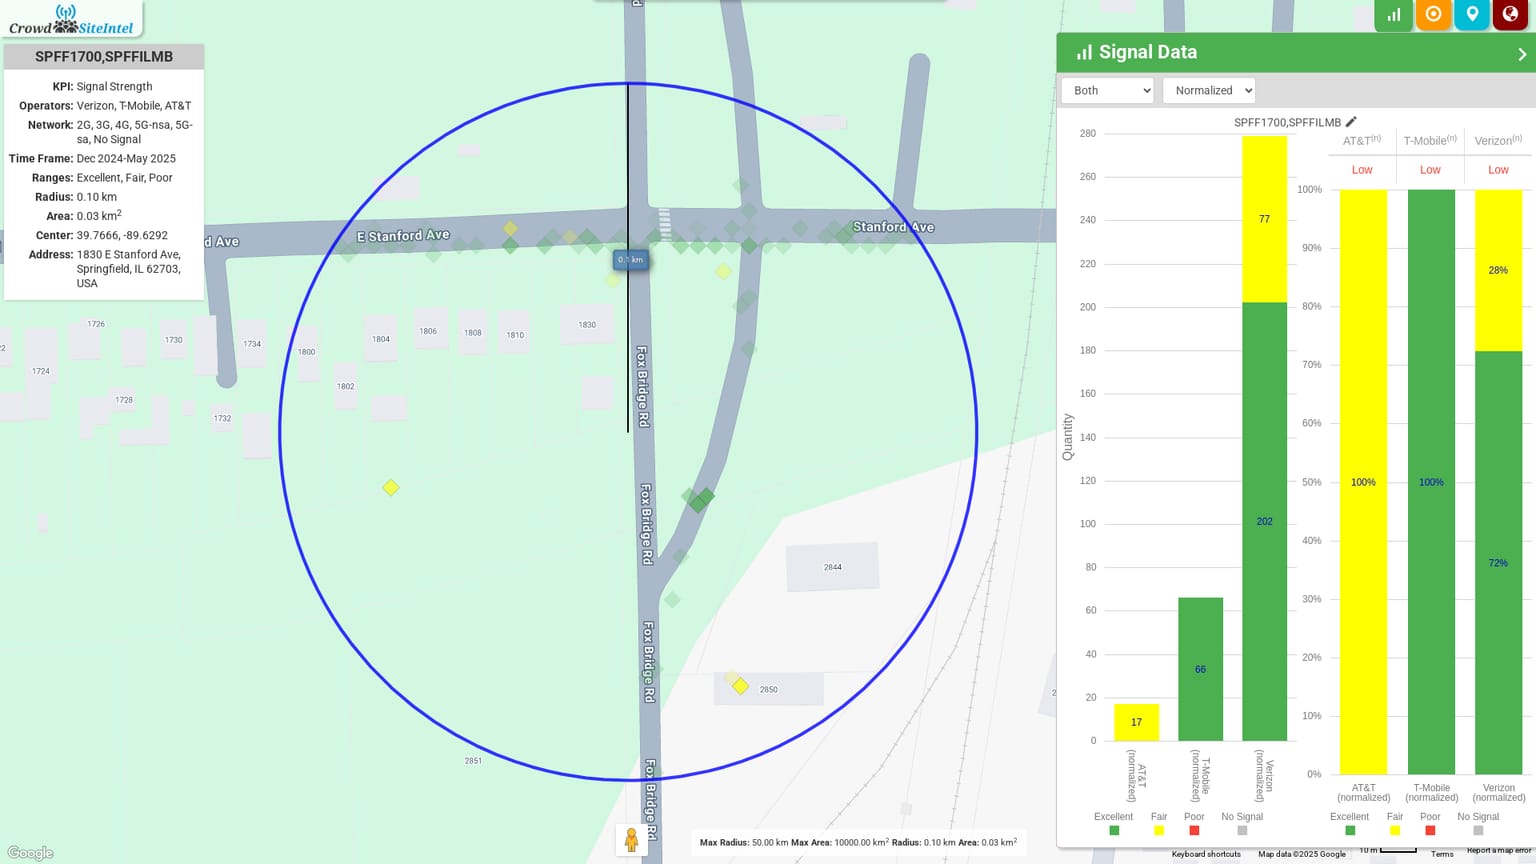 CrowdSiteIntel
SPFF1700,SPFFILMB
KPI: Signal Strength
Operators: Verizon, T-Mobile, AT&T
Network: 2G, 3G, 4G, 5G-nsa, 5G-
sa, No Signal
Time Frame: Dec 2024-May 2025
Ranges: Excellent, Fair, Poor
Radius: 0.10 km
Area: 0.03 km²
Center: 39.7666, -89.6292
Address: 1830 E Stanford Ave,
Springfield, IL 62703,
USA
d Ave
E Stanford Ave
Stanford Ave
0.1 km
1726
1730
1734
1724
1728
1732
1800
1802
1804
1806
1808
1810
1830
Fox Bridge Rd
Fox Bridge Rd
Fox Bridge Rd
Fox Bridge Rd
2844
2850
2851
Google
Max Radius: 50.00 km Max Area: 10000.00 km² Radius: 0.10 km Area: 0.03 km²
Signal Data
Both
Normalized
SPFF1700,SPFFILMB
Quantity
280
260
240
220
200
180
160
140
120
100
80
60
40
20
0
17
66
77
202
AT&T
(normalized)
T-Mobile
(normalized)
Verizon
(normalized)
Excellent
Fair
Poor
No Signal
AT&T(n)
T-Mobile(n)
Verizon(n)
Low
Low
Low
100%
90%
80%
70%
60%
50%
40%
30%
20%
10%
0%
100%
100%
28%
72%
AT&T
(normalized)
T-Mobile
(normalized)
Verizon
(normalized)
Excellent
Fair
Poor
No Signal
Keyboard shortcuts
Map data ©2025 Google
10 m
Terms
Report a map error